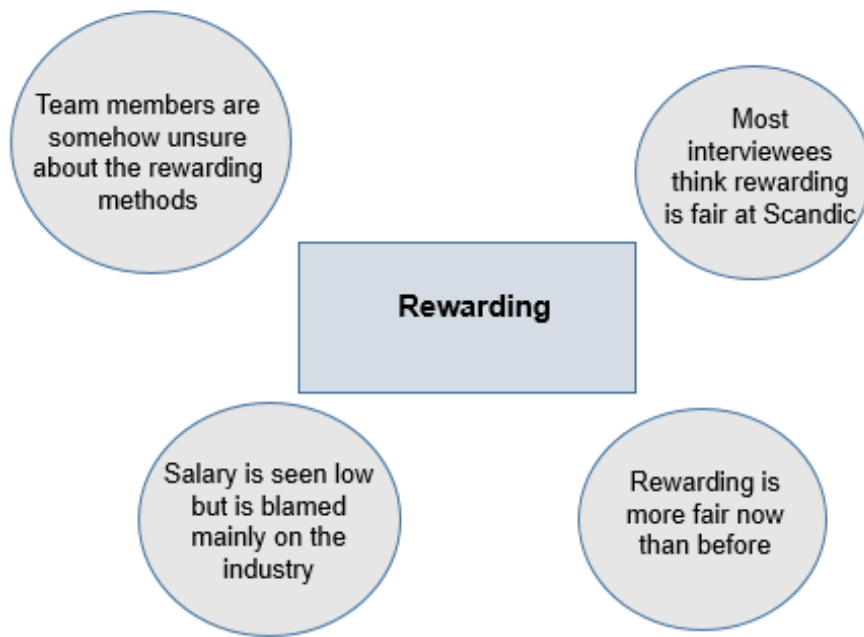 Team members are
somehow unsure
about the rewarding
methods
Most
interviewees
think rewarding
is fair at Scandic
Rewarding
Salary is seen low
but is blamed
mainly on the
industry
Rewarding is
more fair now
than before